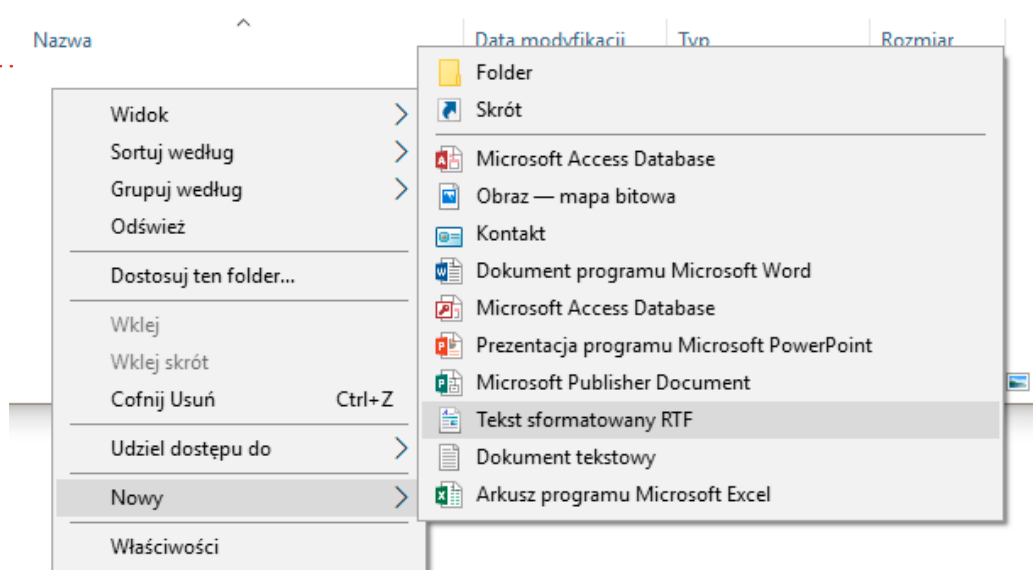 Nazwa
Data modyfikacji
Typ
Rozmiar
Widok
Sortuj według
Grupuj według
Odśwież
Dostosuj ten folder...
Wklej
Wklej skrót
Cofnij Usuń Ctrl+Z
Udziel dostępu do
Nowy
Właściwości
Folder
Skrót
Microsoft Access Database
Obraz — mapa bitowa
Kontakt
Dokument programu Microsoft Word
Microsoft Access Database
Prezentacja programu Microsoft PowerPoint
Microsoft Publisher Document
Tekst sformatowany RTF
Dokument tekstowy
Arkusz programu Microsoft Excel